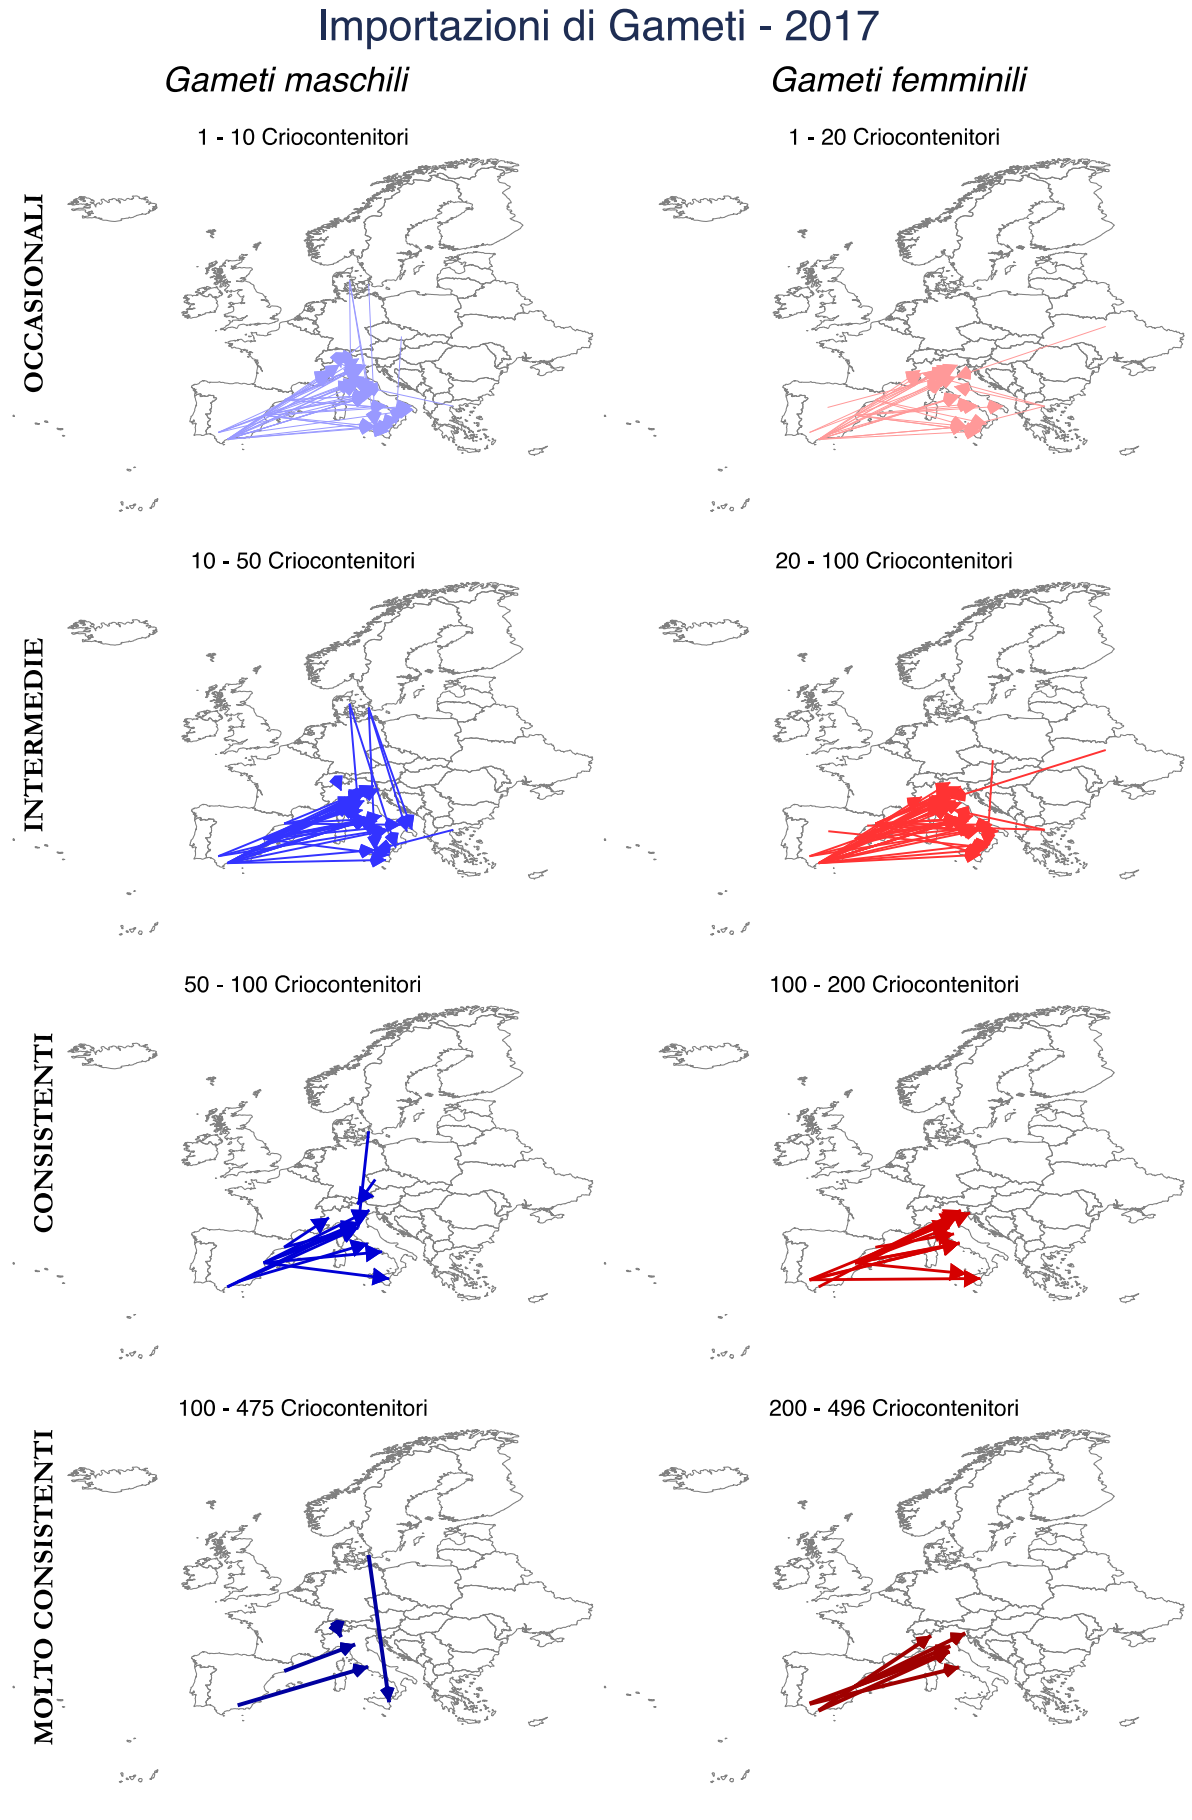 Importazioni di Gameti - 2017
Gameti maschili
Gameti femminili
OCCASIONALI
1 - 10 Criocontenitori
1 - 20 Criocontenitori
INTERMEDIE
10 - 50 Criocontenitori
20 - 100 Criocontenitori
CONSISTENTI
50 - 100 Criocontenitori
100 - 200 Criocontenitori
MOLTO CONSISTENTI
100 - 475 Criocontenitori
200 - 496 Criocontenitori